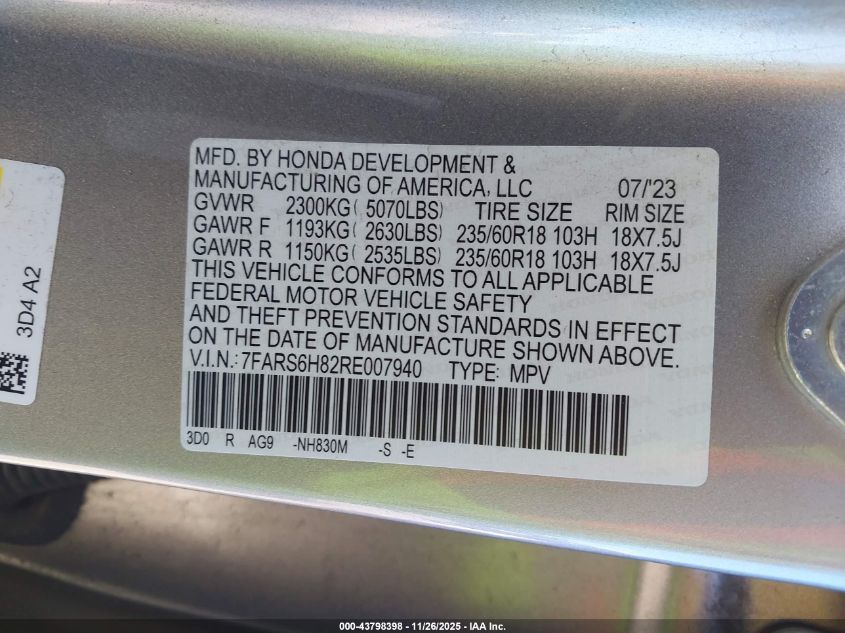 MFD. BY HONDA DEVELOPMENT &
MANUFACTURING OF AMERICA, LLC 07/'23
GVWR 2300KG( 5070LBS) TIRE SIZE RIM SIZE
GAWR F 1193KG( 2630LBS) 235/60R18 103H 18X7.5J
GAWR R 1150KG( 2535LBS) 235/60R18 103H 18X7.5J
THIS VEHICLE CONFORMS TO ALL APPLICABLE
FEDERAL MOTOR VEHICLE SAFETY
AND THEFT PREVENTION STANDARDS IN EFFECT
ON THE DATE OF MANUFACTURE SHOWN ABOVE.
V.I.N.: 7FARS6H82RE007940 TYPE: MPV
3D0 R AG9 -NH830M -S -E
3D4 A2
000-43798398 - 11/26/2025 - IAA Inc.